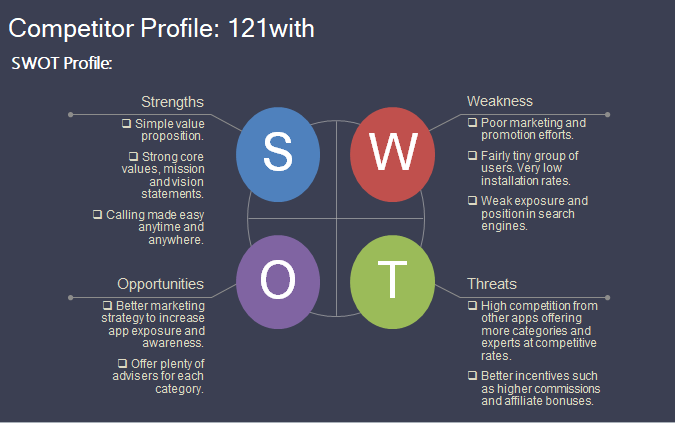 Competitor Profile: 121with
SWOT Profile:
Strengths
❑ Simple value
proposition.
❑ Strong core
values, mission
and vision
statements.
❑ Calling made easy
anytime and
anywhere.
S
W
Weakness
❑ Poor marketing and
promotion efforts.
❑ Fairly tiny group of
users. Very low
installation rates.
❑ Weak exposure and
position in search
engines.
Opportunities
❑ Better marketing
strategy to increase
app exposure and
awareness.
❑ Offer plenty of
advisers for each
category.
O
T
Threats
❑ High competition from
other apps offering
more categories and
experts at competitive
rates.
❑ Better incentives such
as higher commissions
and affiliate bonuses.